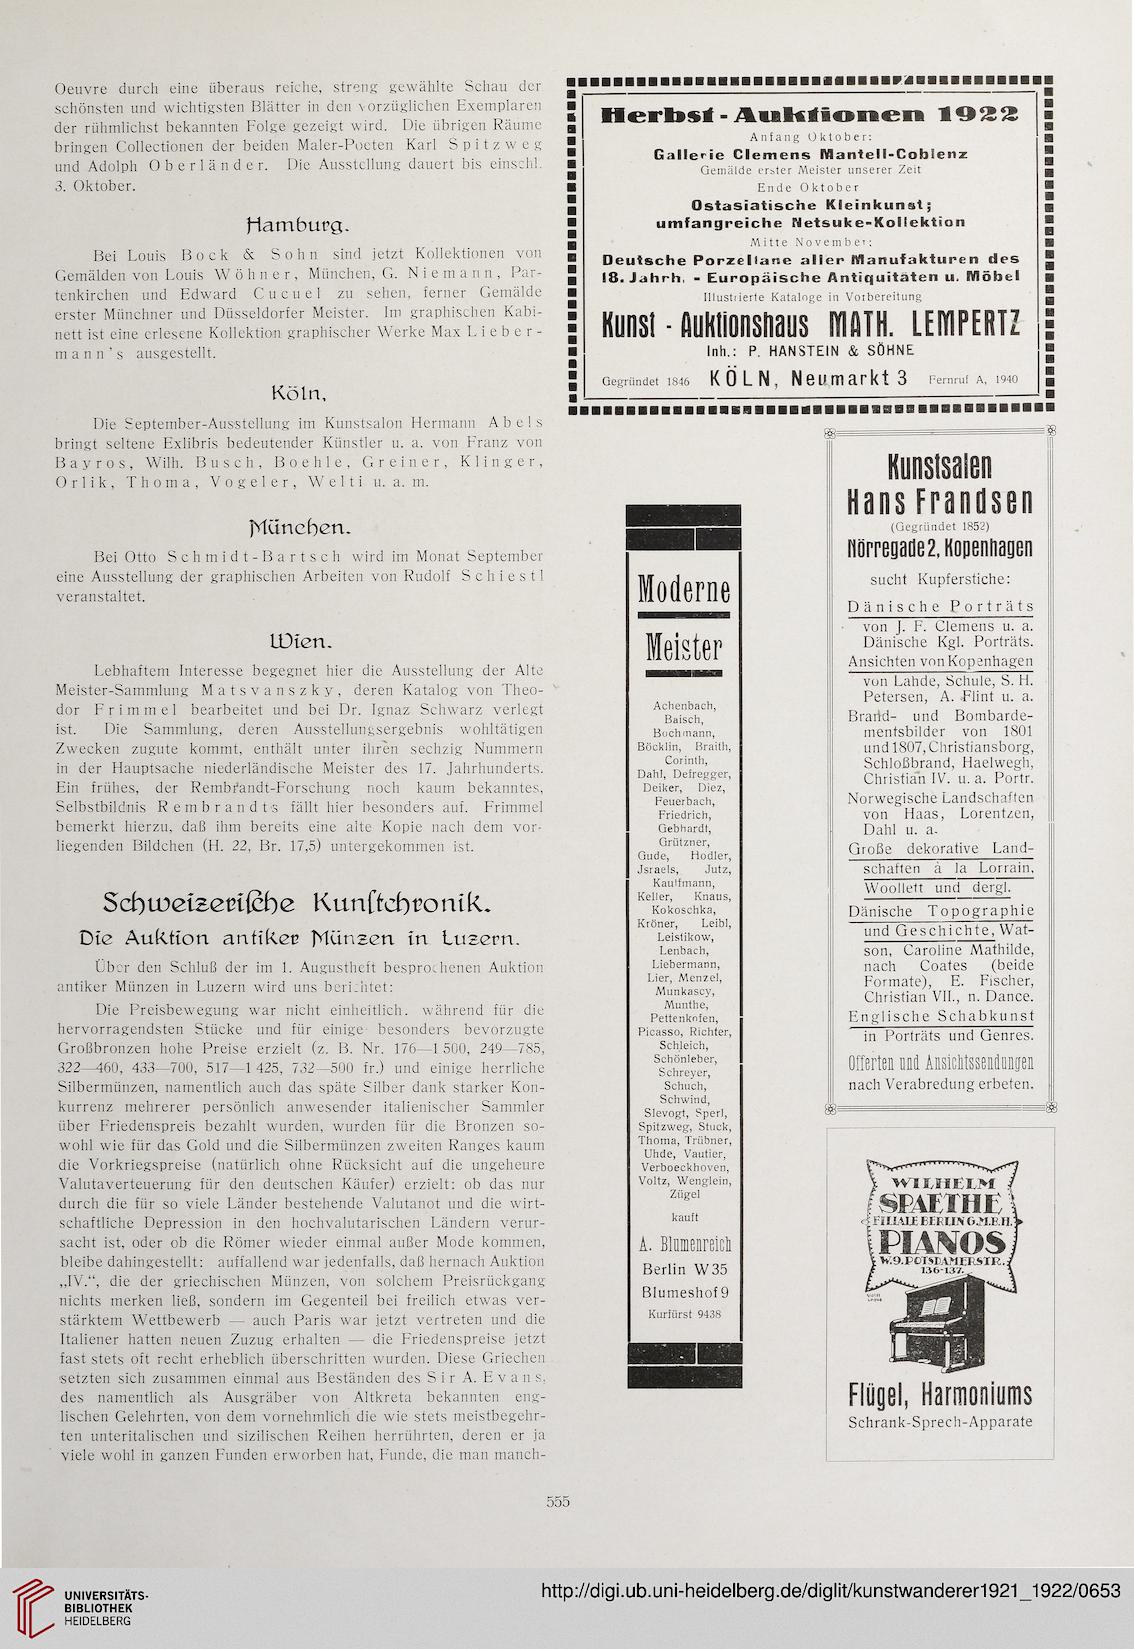 Oeuvre durch eine überaus reiche, streng gewählte Schau der
schönsten und wichtigsten Blätter in den vorzüglichen Exemplaren
der rühmlichst bekannten Folge gezeigt wird. Die übrigen Räume
bringen Collectionen der beiden Maler-Poeten Karl Spitzweg
und Adolph Oberländer. Die Ausstellung dauert bis einschl.
3. Oktober.
Hamburg.
Bei Louis Bock & Sohn sind jetzt Kollektionen von
Gemälden von Louis Wöhner, München, G. Niemann, Par-
tenkirchen und Edward Cucuel zu sehen, ferner Gemälde
erster Münchner und Düsseldorfer Meister. Im graphischen Kabi-
nett ist eine erlesene Kollektion graphischer Werke Max Lieber-
mann's ausgestellt.
Köln,
Die September-Ausstellung im Kunstsalon Hermann Abels
bringt seltene Exlibris bedeutender Künstler u. a. von Franz von
Bayros, Wilh. Busch, Boehle, Greiner, Klinger,
Orlik, Thoma, Vogeler, Welti u. a. m.
München.
Bei Otto Schmidt-Bartsch wird im Monat September
eine Ausstellung der graphischen Arbeiten von Rudolf Schiestl
veranstaltet.
Wien.
Lebhaftem Interesse begegnet hier die Ausstellung der Alte
Meister-Sammlung Matsvanszky, deren Katalog von Theo-
dor Frimmel bearbeitet und bei Dr. Ignaz Schwarz verlegt
ist. Die Sammlung, deren Ausstellungsergebnis wohltätigen
Zwecken zugute kommt, enthält unter ihren sechzig Nummern
in der Hauptsache niederländische Meister des 17. Jahrhunderts.
Ein frühes, der Rembrandt-Forschung noch kaum bekanntes,
Selbstbildnis Rembrandts fällt hier besonders auf. Frimmel
bemerkt hierzu, daß ihm bereits eine alte Kopie nach dem vor-
liegenden Bildchen (H. 22, Br. 17,5) untergekommen ist.
Schweizerische Kunstchronik.
Die Auktion antiker Münzen in Luzern.
Über den Schluß der im 1. Augustheft besprochenen Auktion
antiker Münzen in Luzern wird uns berichtet:
Die Preisbewegung war nicht einheitlich. während für die
hervorragendsten Stücke und für einige besonders bevorzugte
Großbronzen hohe Preise erzielt (z. B. Nr. 176—1 500, 249—785,
322—460, 433—700, 517—1 425, 732—500 fr.) und einige herrliche
Silbermünzen, namentlich auch das späte Silber dank starker Kon-
kurrenz mehrerer persönlich anwesender italienischer Sammler
über Friedenspreis bezahlt wurden, wurden für die Bronzen so-
wohl wie für das Gold und die Silbermünzen zweiten Ranges kaum
die Vorkriegspreise (natürlich ohne Rücksicht auf die ungeheure
Valutaverteuerung für den deutschen Käufer) erzielt: ob das nur
durch die für so viele Länder bestehende Valutanot und die wirt-
schaftliche Depression in den hochvalutarischen Ländern verur-
sacht ist, oder ob die Römer wieder einmal außer Mode kommen,
bleibe dahingestellt: auffallend war jedenfalls, daß hernach Auktion
„IV.“, die der griechischen Münzen, von solchem Preisrückgang
nichts merken ließ, sondern im Gegenteil bei freilich etwas ver-
stärktem Wettbewerb — auch Paris war jetzt vertreten und die
Italiener hatten neuen Zuzug erhalten — die Friedenspreise jetzt
fast stets oft recht erheblich überschritten wurden. Diese Griechen
setzten sich zusammen einmal aus Beständen des Sir A. Evans,
des namentlich als Ausgräber von Altkreta bekannten eng-
lischen Gelehrten, von dem vornehmlich die wie stets meistbegehr-
ten unteritalischen und sizilischen Reihen herrührten, deren er ja
viele wohl in ganzen Funden erworben hat, Funde, die man manch-
Herbst-Auktionen 1922
Anfang Oktober:
Gallerie Clemens Mantell-Coblenz
Gemälde erster Meister unserer Zeit
Ende Oktober
Ostasiatische Kleinkunst;
umfangreiche Netsuke-Kollektion
Mitte November:
Deutsche Porzellane aller Manufakturen des
18. Jahrh. - Europäische Antiquitäten u. Möbel
Illustrierte Kataloge in Vorbereitung
Kunst - Auktionshaus MATH. LEMPERTZ
Inh.: P. HANSTEIN & SÖHNE
Gegründet 1846 KÖLN, Neumarkt 3 Fernruf A, 1940
Moderne
Meister
Achenbach,
Baisch,
Bochmann,
Böcklin, Braith,
Corinth,
Dahl, Defregger,
Deiker, Diez,
Feuerbach,
Friedrich,
Gebhardt,
Grützner,
Gude, Hodler,
Jsraels, Jutz,
Kaulfmann,
Keller, Knaus,
Kokoschka,
Kröner, Leibl,
Leistikow,
Lenbach,
Liebermann,
Lier, Menzel,
Munkascy,
Munthe,
Pettenkofen,
Picasso, Richter,
Schleich,
Schönleber,
Schreyer,
Schuch,
Schwind,
Slevogt, Sperl,
Spitzweg, Stuck,
Thoma, Trübner,
Uhde, Vautier,
Verboeckhoven,
Voltz, Wenglein,
Zügel
kauft
A. Blumenreich
Berlin W35
Blumeshof 9
Kurfürst 9438
Kunstsalen
Hans Frandsen
(Gegründet 1852)
Nörregade 2, Kopenhagen
sucht Kupferstiche:
Dänische Porträts
von J. F. Clemens u. a.
Dänische Kgl. Porträts.
Ansichten von Kopenhagen
von Lahde, Schule, S. H.
Petersen, A. Flint u. a.
Brand- und Bombarde-
mentsbilder von 1801
und 1807, Christiansborg,
Schloßbrand, Haelwegh,
Christian IV. u. a. Portr.
Norwegische Landschaften
von Haas, Lorentzen,
Dahl u. a.
Große dekorative Land-
schaften à la Lorrain,
Woollett und dergl.
Dänische Topographie
und Geschichte, Wat-
son, Caroline Mathilde,
nach Coates (beide
Formate), E. Fischer,
Christian VII., n. Dance.
Englische Schabkunst
in Porträts und Genres.
Offerten und Ansichtssendungen
nach Verabredung erbeten.
WILHELM
SPAETHE
FILIALE BERLIN G.M.B.H.
PIANOS
W.9. POTSDAMERSTR.
136-137.
Flügel, Harmoniums
Schrank-Sprech-Apparate
555
UNIVERSITÄTS-
BIBLIOTHEK
HEIDELBERG
http://digi.ub.uni-heidelberg.de/diglit/kunstwanderer1921_1922/0653